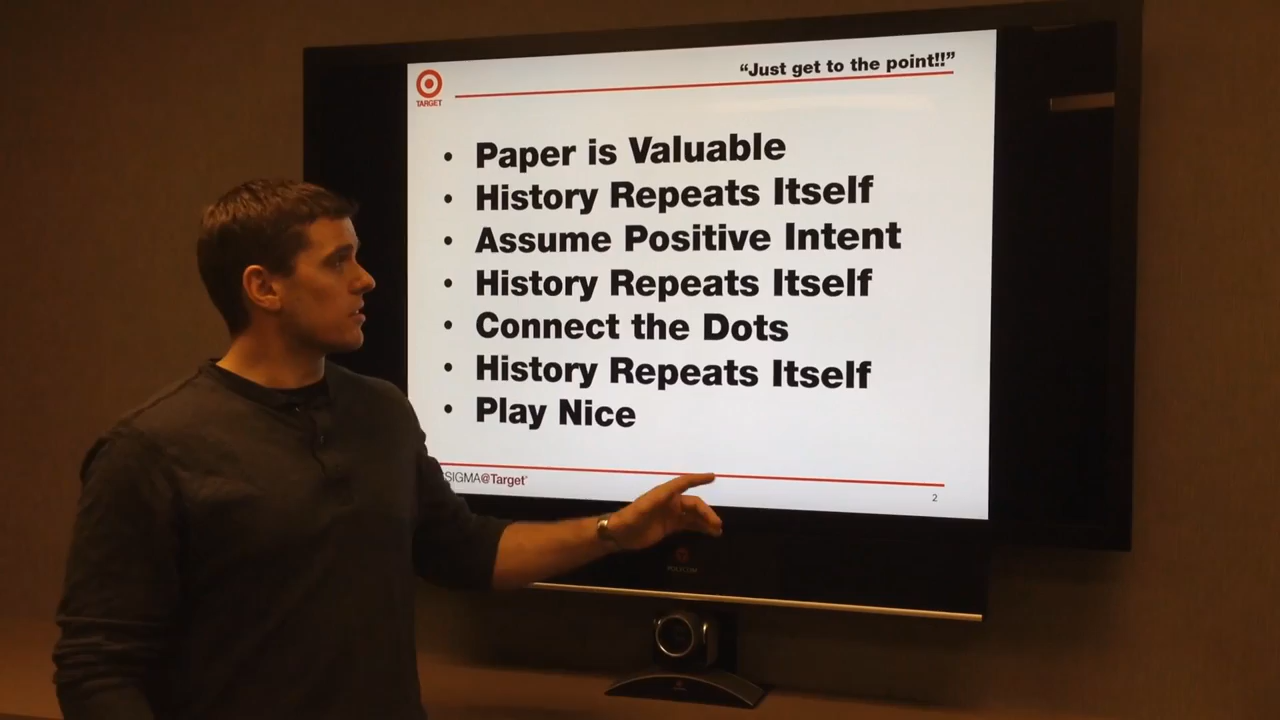 "Just get to the point!!"
TARGET
• Paper is Valuable
• History Repeats Itself
• Assume Positive Intent
• History Repeats Itself
• Connect the Dots
• History Repeats Itself
• Play Nice
SIGMA@Target
2
POLYCOM